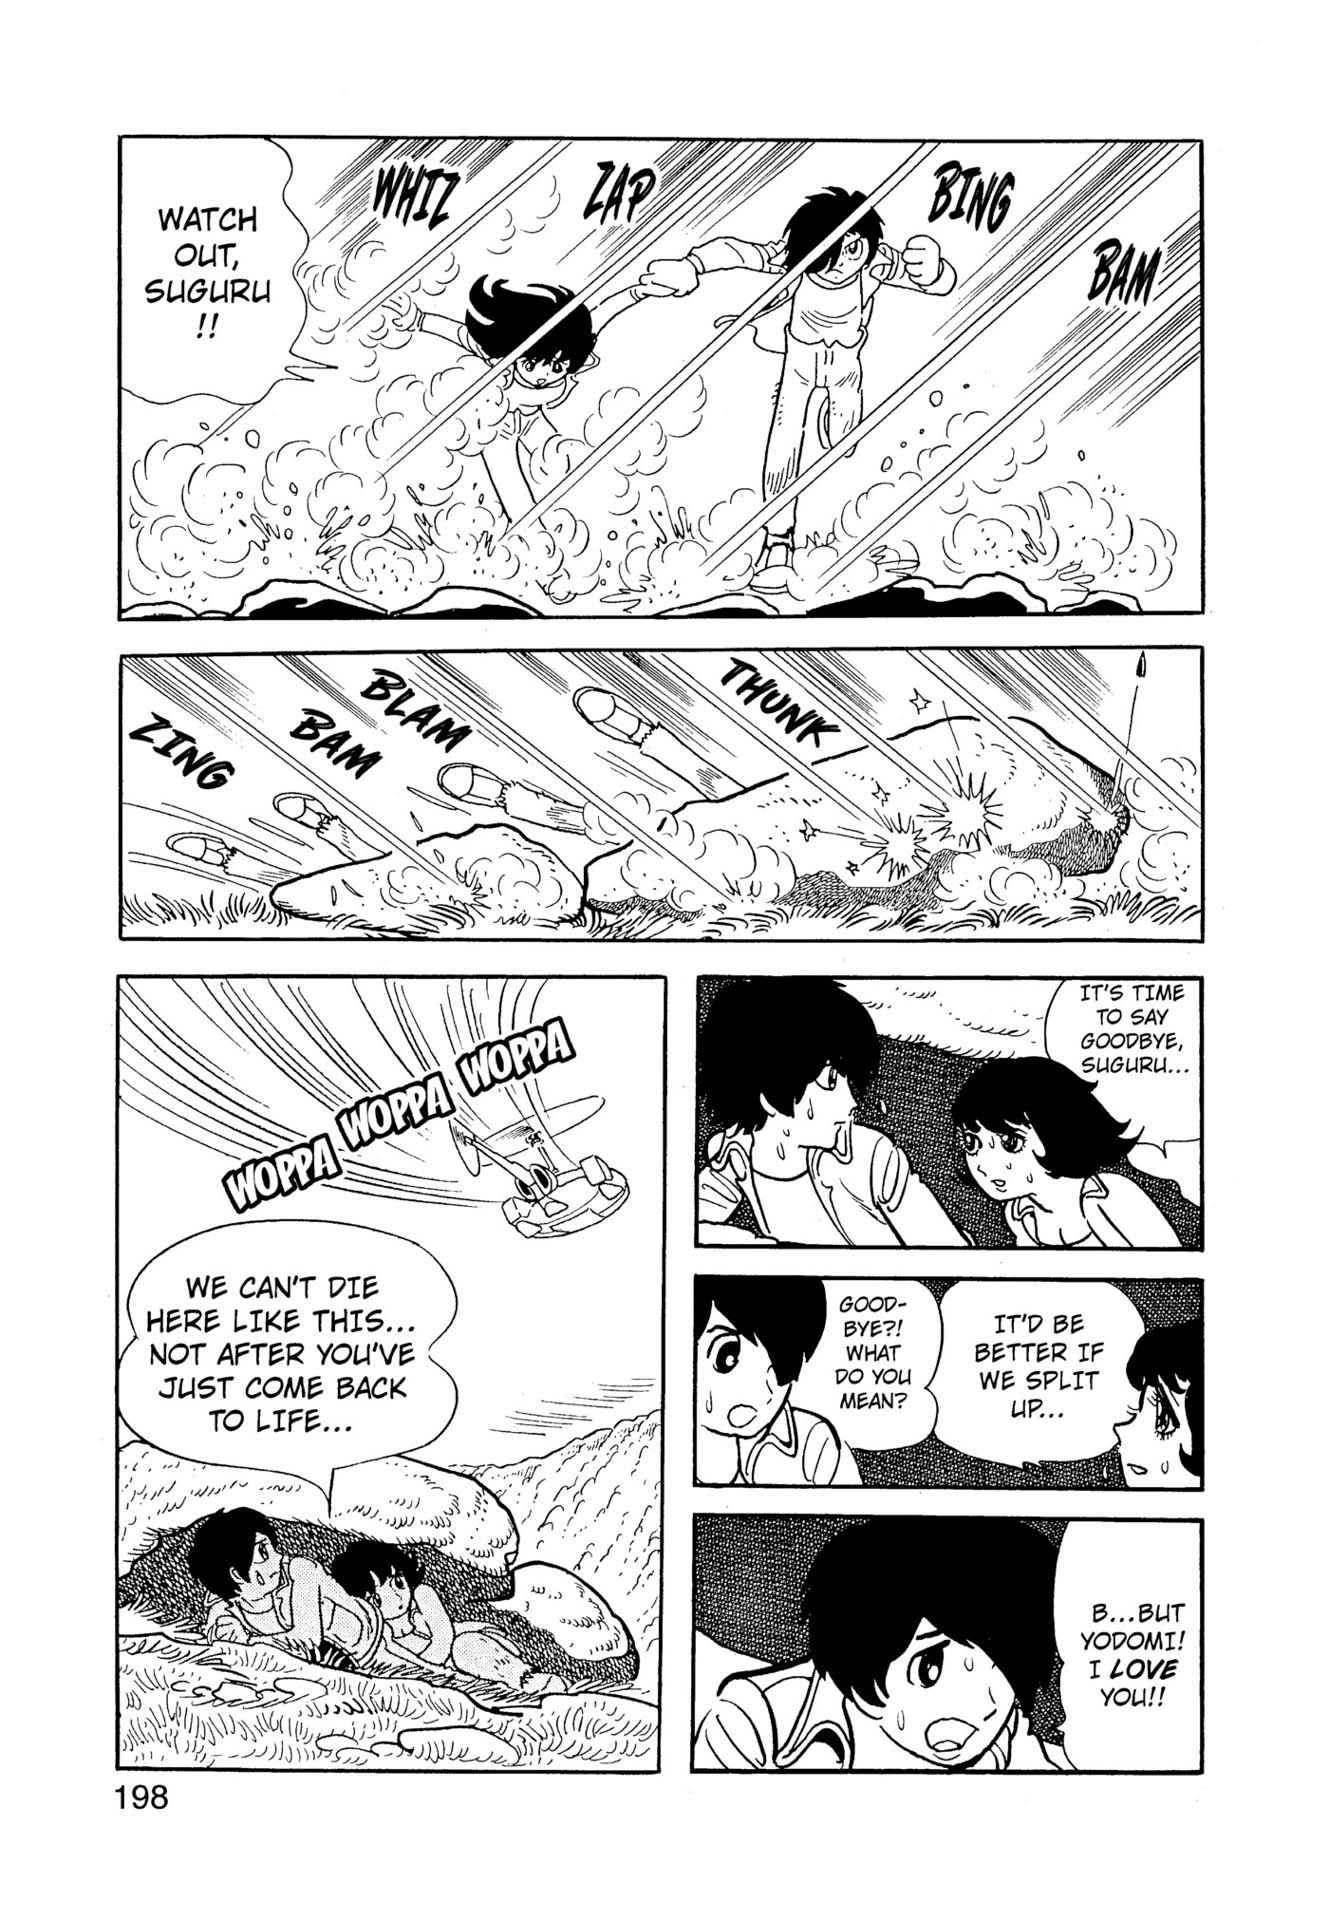 WATCH
OUT,
SUGURU
!!
WHIZ
ZAP
BING
BAM
ZING
BAM
BLAM
THUNK
WOPPA WOPPA WOPPA
WE CAN'T DIE
HERE LIKE THIS...
NOT AFTER YOU'VE
JUST COME BACK
TO LIFE...
IT'S TIME
TO SAY
GOODBYE,
SUGURU...
GOOD-
BYE?!
WHAT
DO YOU
MEAN?
IT'D BE
BETTER IF
WE SPLIT
UP...
B...BUT
YODOMI!
I LOVE
YOU!!
198